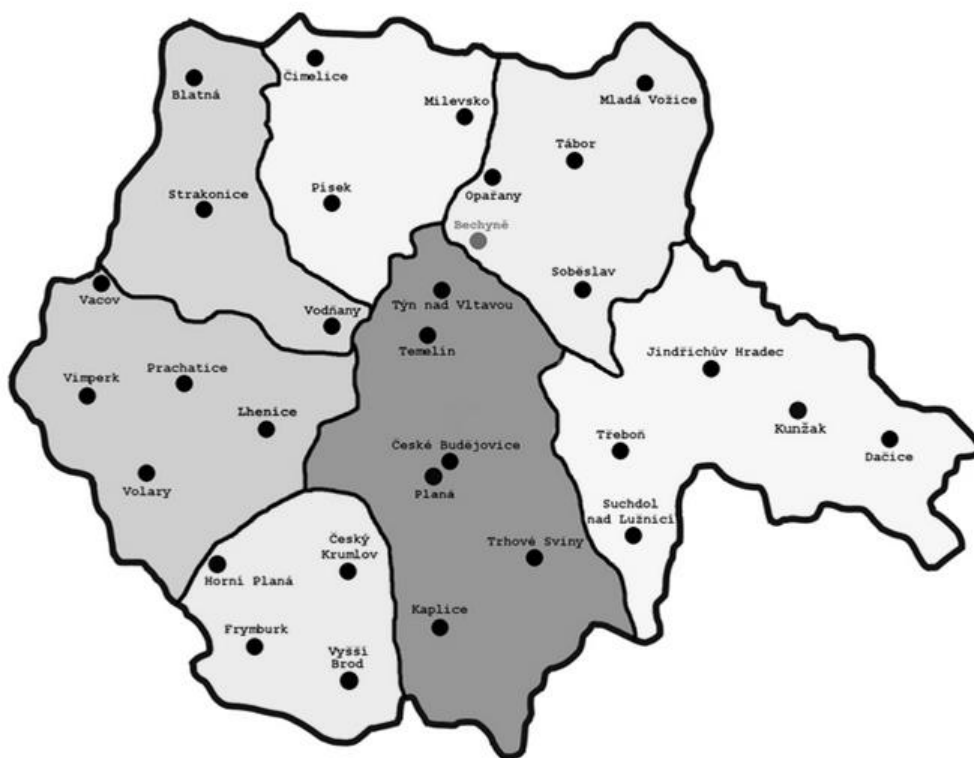 Čimelice
Blatná
Milevsko
Mladá Vožice
Tábor
Opařany
Písek
Strakonice
Bechyně
Soběslav
Vacov
Týn nad Vltavou
Vodňany
Temelín
Jindřichův Hradec
Prachatice
Vimperk
Lhenice
Kunžak
Třeboň
České Budějovice
Dačice
Volary
Planá
Suchdol
nad Lužnicí
Český
Krumlov
Trhové Sviny
Horní Planá
Kaplice
Frymburk
Vyšší
Brod